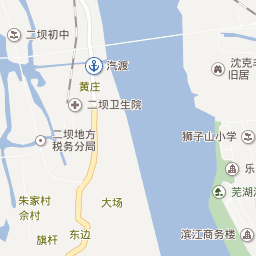 二坝初中
沈克非
旧居
汽渡
黄庄
二坝卫生院
二坝地方
税务分局
狮子山小学
乐
芜湖
朱家村
佘村
大场
旗杆
东边
滨江商务楼